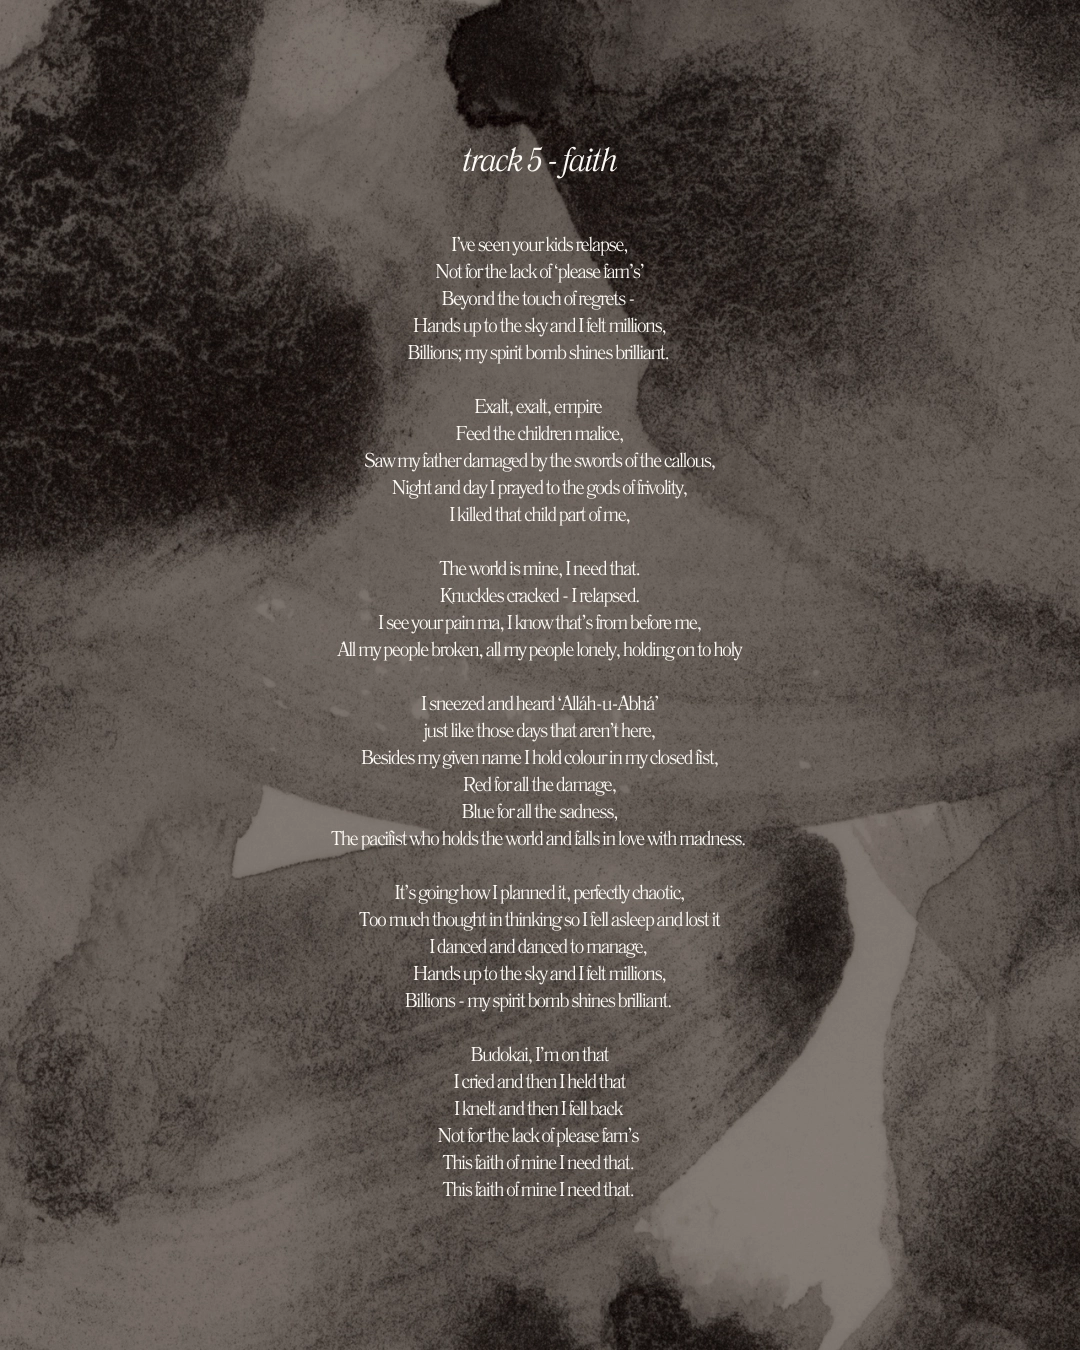 track 5 - faith
I've seen your kids relapse,
Not for the lack of ‘please fam's’
Beyond the touch of regrets -
Hands up to the sky and I felt millions,
Billions; my spirit bomb shines brilliant.
Exalt, exalt, empire
Feed the children malice,
Saw my father damaged by the swords of the callous,
Night and day I prayed to the gods of frivolity,
I killed that child part of me,
The world is mine, I need that.
Knuckles cracked - I relapsed.
I see your pain ma, I know that's from before me,
All my people broken, all my people lonely, holding on to holy
I sneezed and heard ‘Alláh-u-Abhá’
just like those days that aren't here,
Besides my given name I hold colour in my closed fist,
Red for all the damage,
Blue for all the sadness,
The pacifist who holds the world and falls in love with madness.
It's going how I planned it, perfectly chaotic,
Too much thought in thinking so I fell asleep and lost it
I danced and danced to manage,
Hands up to the sky and I felt millions,
Billions - my spirit bomb shines brilliant.
Budokai, I'm on that
I cried and then I held that
I knelt and then I fell back
Not for the lack of please fam's
This faith of mine I need that.
This faith of mine I need that.